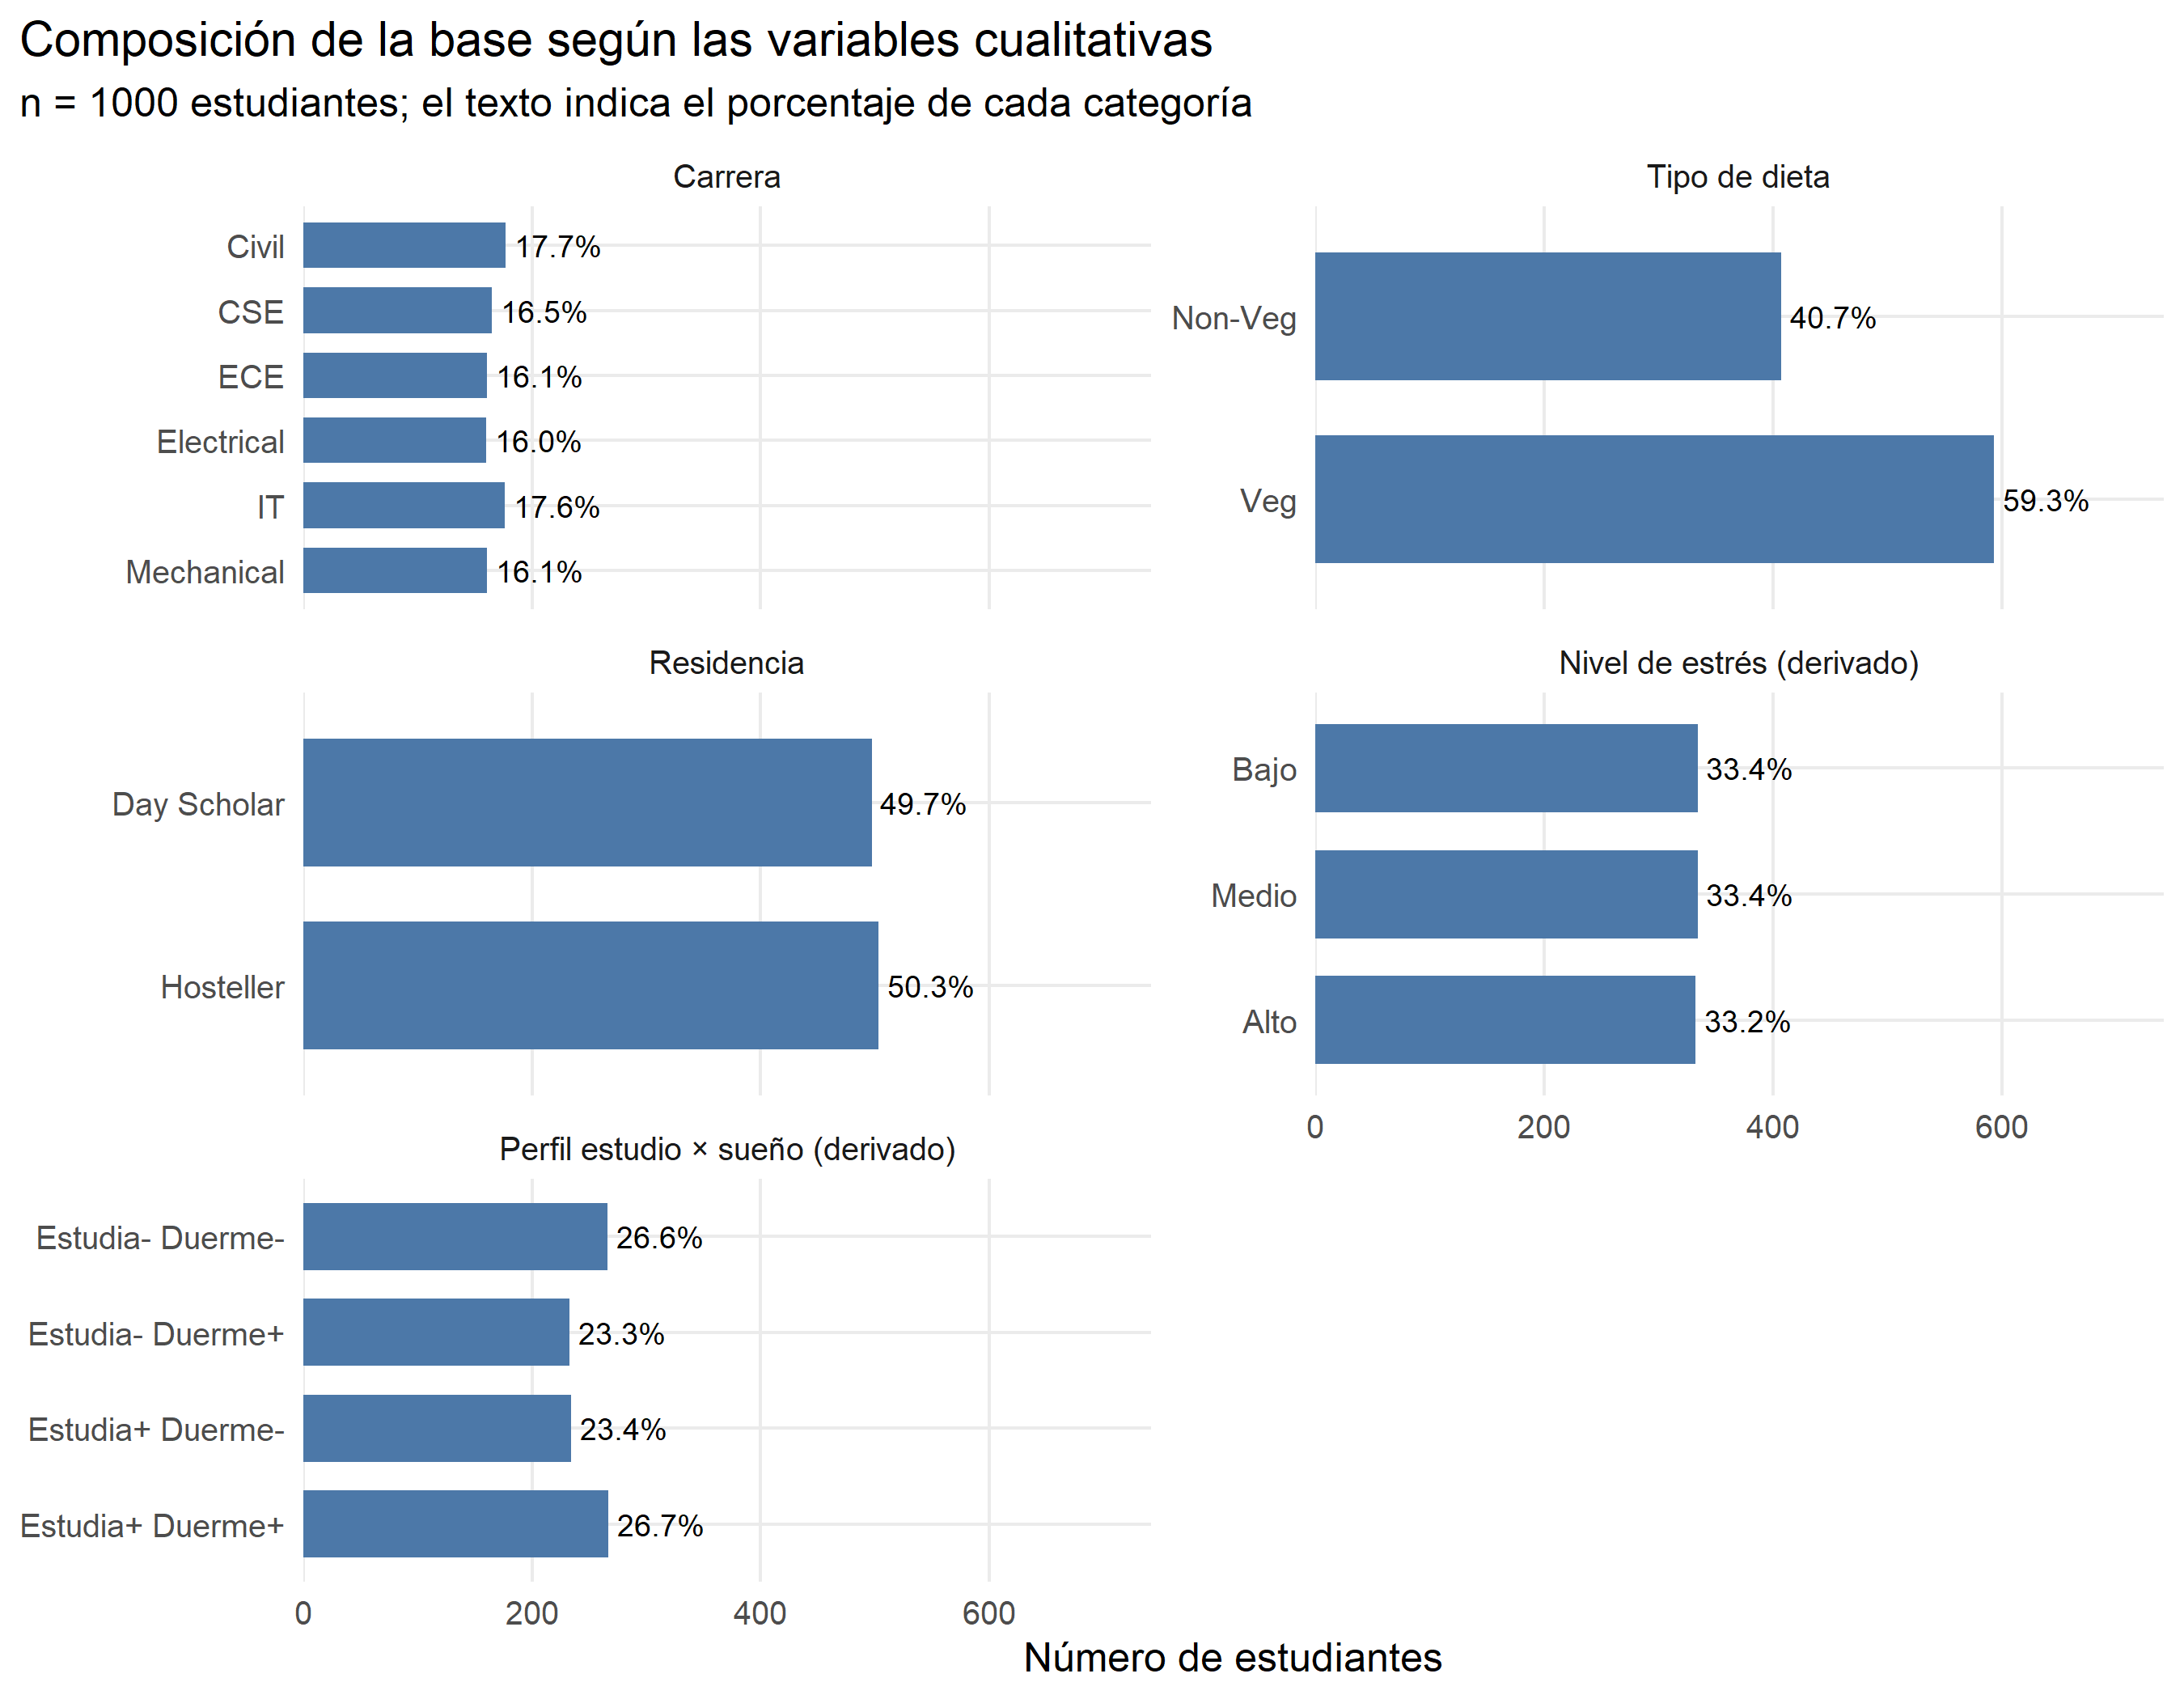 Composición de la base según las variables cualitativas
n = 1000 estudiantes; el texto indica el porcentaje de cada categoría
Carrera
Civil 17.7%
CSE 16.5%
ECE 16.1%
Electrical 16.0%
IT 17.6%
Mechanical 16.1%
Tipo de dieta
Non-Veg 40.7%
Veg 59.3%
Residencia
Day Scholar 49.7%
Hosteller 50.3%
Nivel de estrés (derivado)
Bajo 33.4%
Medio 33.4%
Alto 33.2%
0 200 400 600
Perfil estudio × sueño (derivado)
Estudia- Duerme- 26.6%
Estudia- Duerme+ 23.3%
Estudia+ Duerme- 23.4%
Estudia+ Duerme+ 26.7%
0 200 400 600
Número de estudiantes